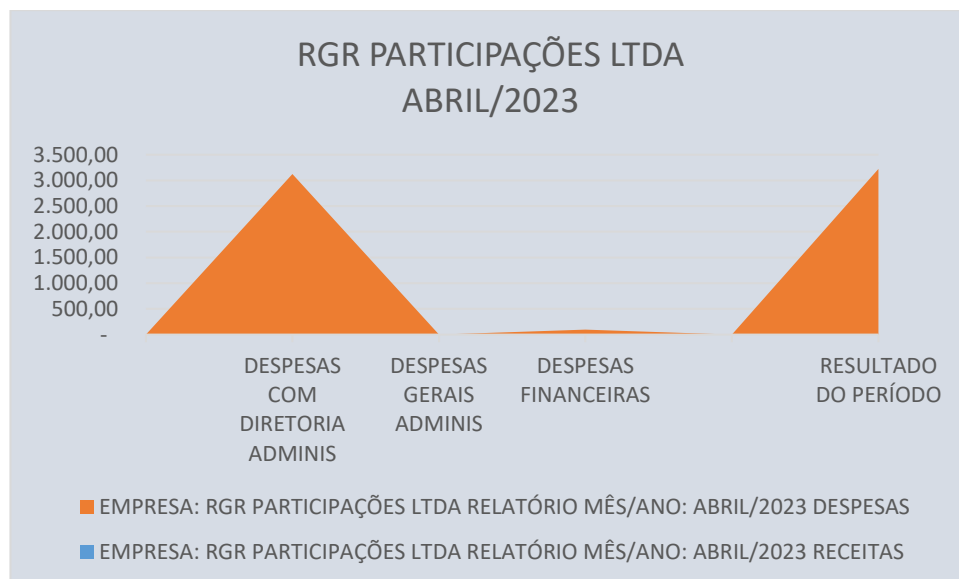 RGR PARTICIPAÇÕES LTDA
ABRIL/2023
3.500,00
3.000,00
2.500,00
2.000,00
1.500,00
1.000,00
500,00
-
DESPESAS
COM
DIRETORIA
ADMINIS
DESPESAS
GERAIS
ADMINIS
DESPESAS
FINANCEIRAS
RESULTADO
DO PERÍODO
EMPRESA: RGR PARTICIPAÇÕES LTDA RELATÓRIO MÊS/ANO: ABRIL/2023 DESPESAS
EMPRESA: RGR PARTICIPAÇÕES LTDA RELATÓRIO MÊS/ANO: ABRIL/2023 RECEITAS